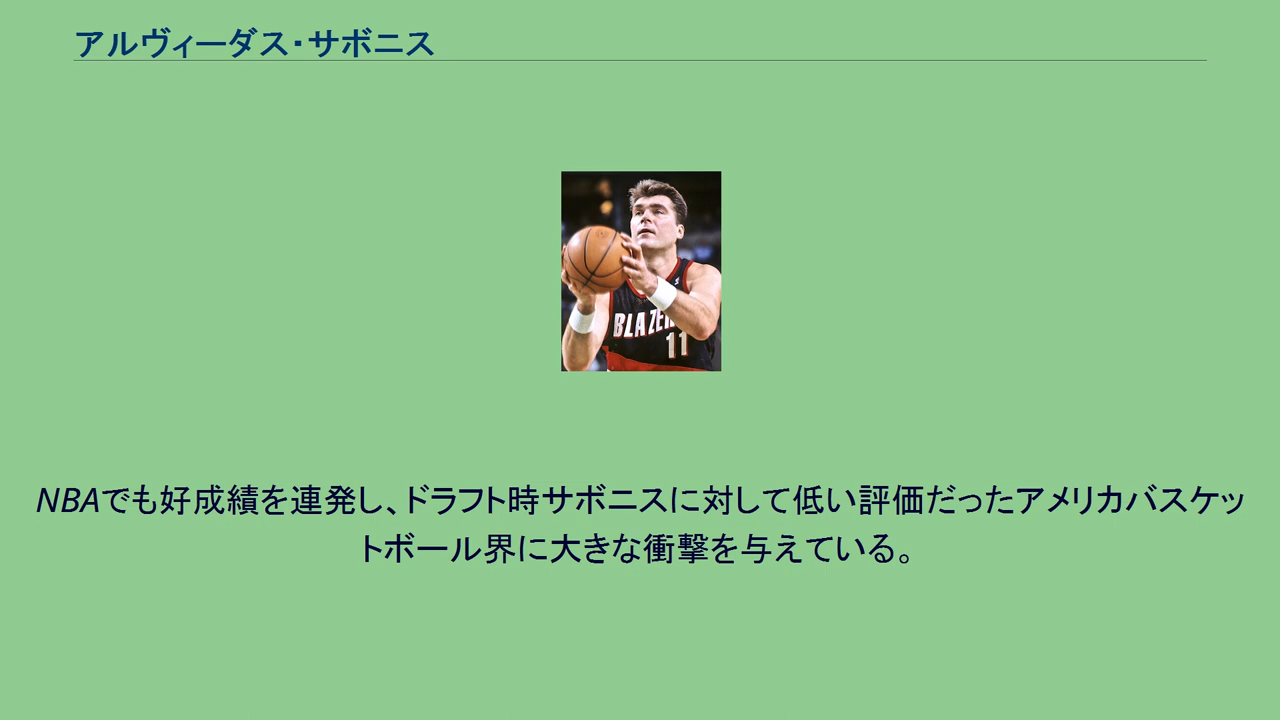 アルヴィーダス・サボニス
BLAZER
11
NBAでも好成績を連発し、ドラフト時サボニスに対して低い評価だったアメリカバスケッ
トボール界に大きな衝撃を与えている。